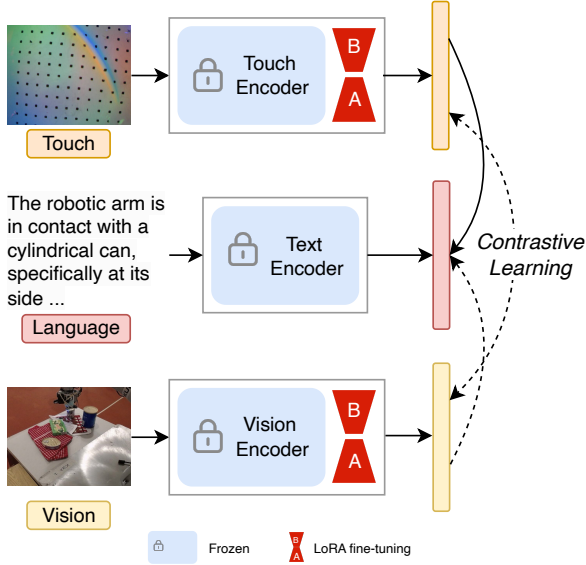 Touch
Encoder
B
A
Touch
The robotic arm is
in contact with a
cylindrical can,
specifically at its
side ...
Language
Text
Encoder
Contrastive
Learning
Vision
Encoder
B
A
Vision
Frozen
B
A
LoRA fine-tuning